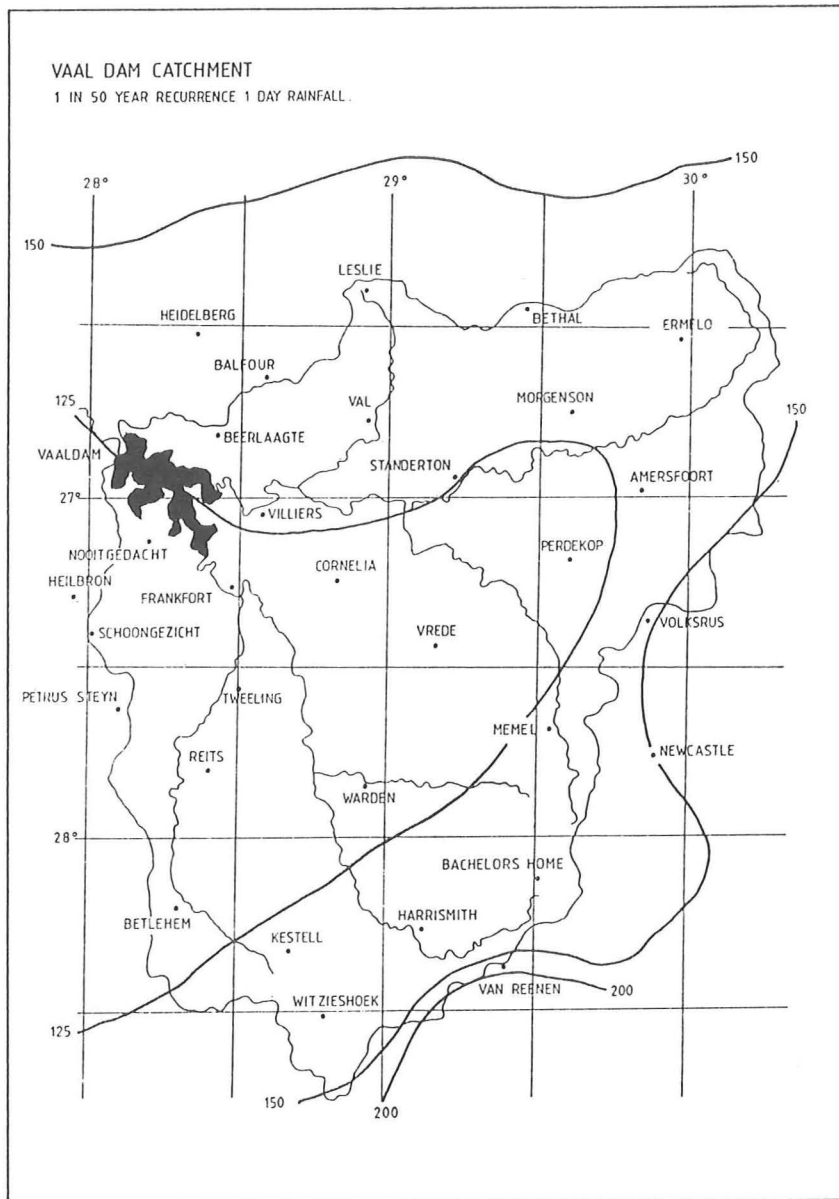 VAAL DAM CATCHMENT
1 IN 50 YEAR RECURRENCE 1 DAY RAINFALL.
150
28°
29°
30°
150
LESLIE
HEIDELBERG
BETHAL
ERMELO
BALFOUR
125
VAL
MORGENSON
150
BEERLAAGTE
VAALDAM
STANDERTON
AMERSFOORT
27°
VILLIERS
NOOITGEDACHT
PERDEKOP
HEILBRON
FRANKFORT
CORNELIA
SCHOONGEZICHT
VREDE
VOLKSRUS
PETRUS STEYN
TWEELING
MEMEL
NEWCASTLE
REITS
WARDEN
28°
BACHELORS HOME
BETLEHEM
HARRISMITH
KESTELL
VAN REENEN
200
WITZIESHOEK
125
150
200